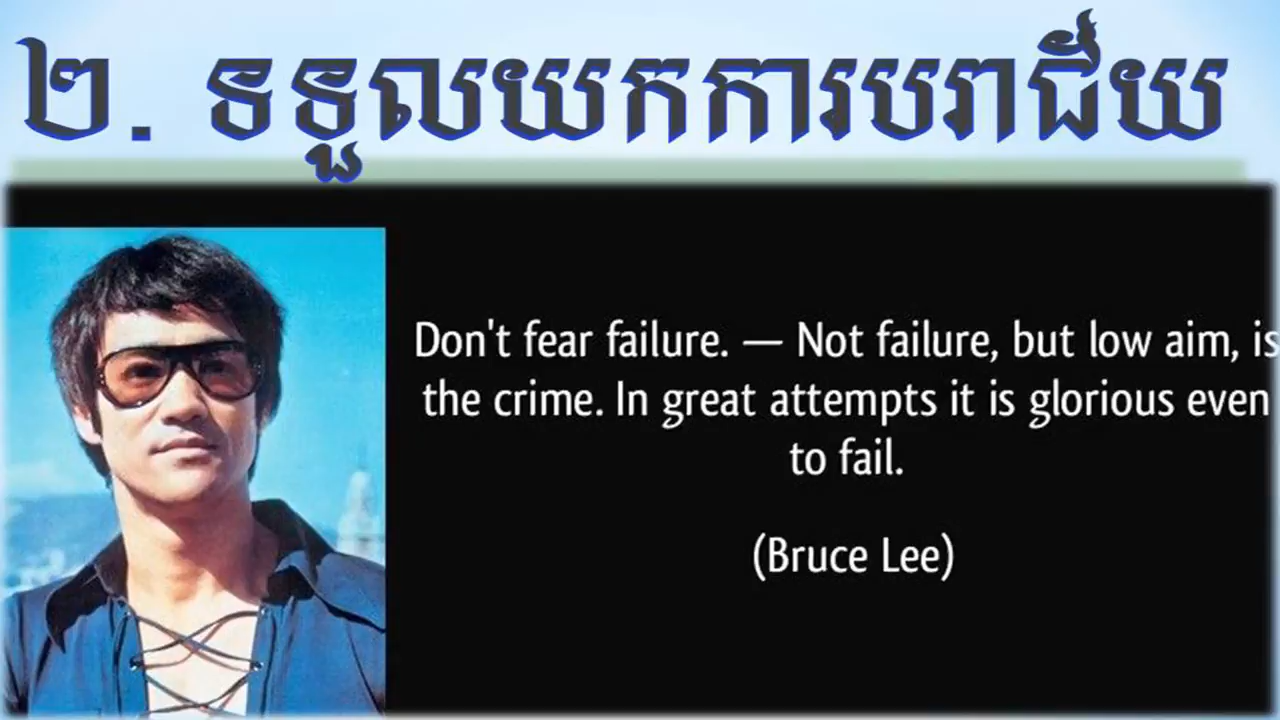 ២. ទទួលយកការបរាជ័យ
Don't fear failure. — Not failure, but low aim, is
the crime. In great attempts it is glorious even
to fail.
(Bruce Lee)